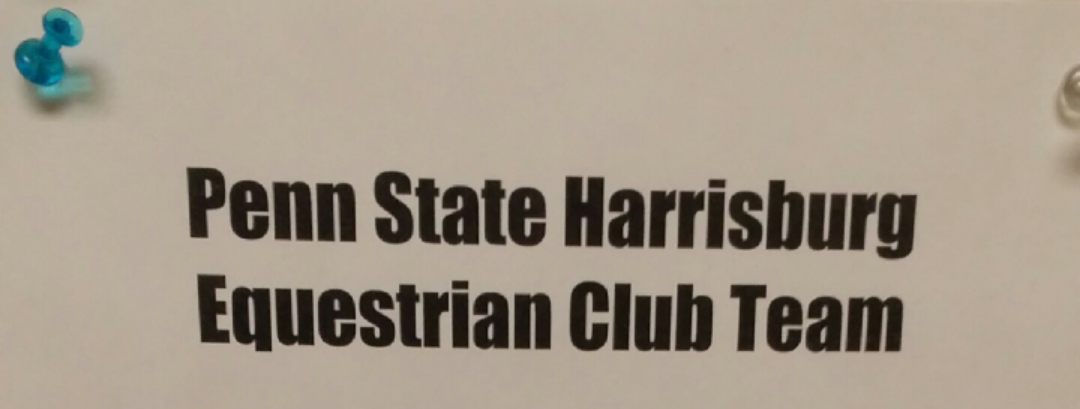 Penn State Harrisburg
Equestrian Club Team